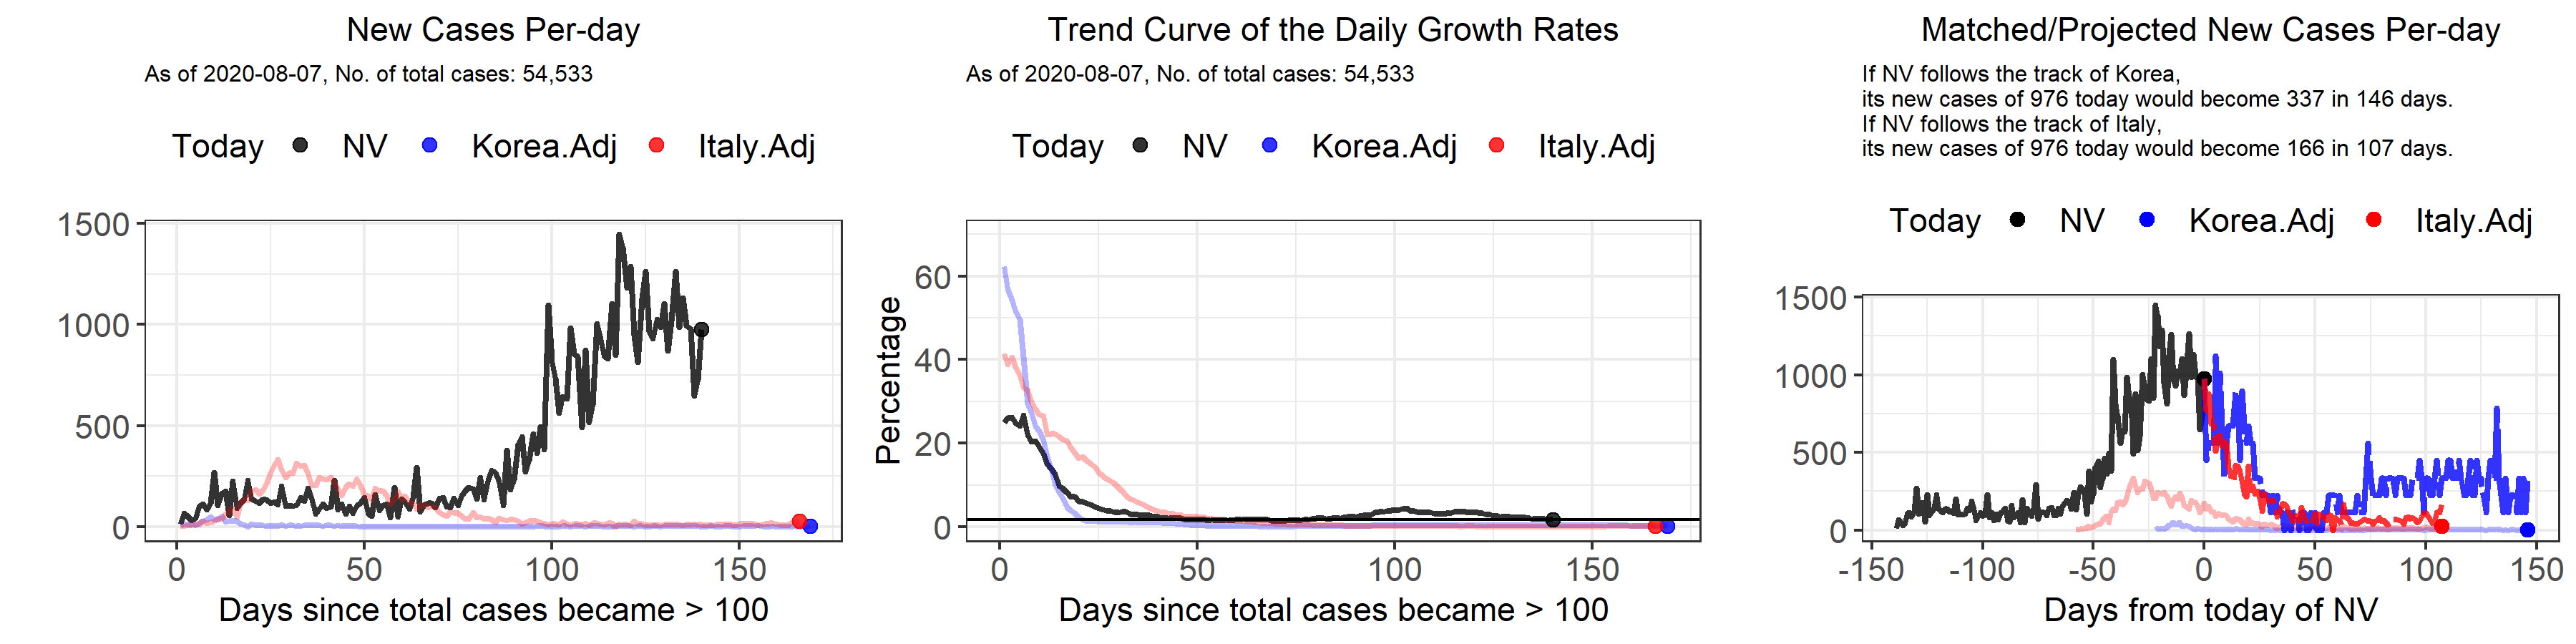 New Cases Per-day
As of 2020-08-07, No. of total cases: 54,533
Today NV Korea.Adj Italy.Adj
1500
1000
500
0
0 50 100 150
Days since total cases became > 100
Trend Curve of the Daily Growth Rates
As of 2020-08-07, No. of total cases: 54,533
Today NV Korea.Adj Italy.Adj
Percentage
60
40
20
0
0 50 100 150
Days since total cases became > 100
Matched/Projected New Cases Per-day
If NV follows the track of Korea,
its new cases of 976 today would become 337 in 146 days.
If NV follows the track of Italy,
its new cases of 976 today would become 166 in 107 days.
Today NV Korea.Adj Italy.Adj
1500
1000
500
0
-150 -100 -50 0 50 100 150
Days from today of NV